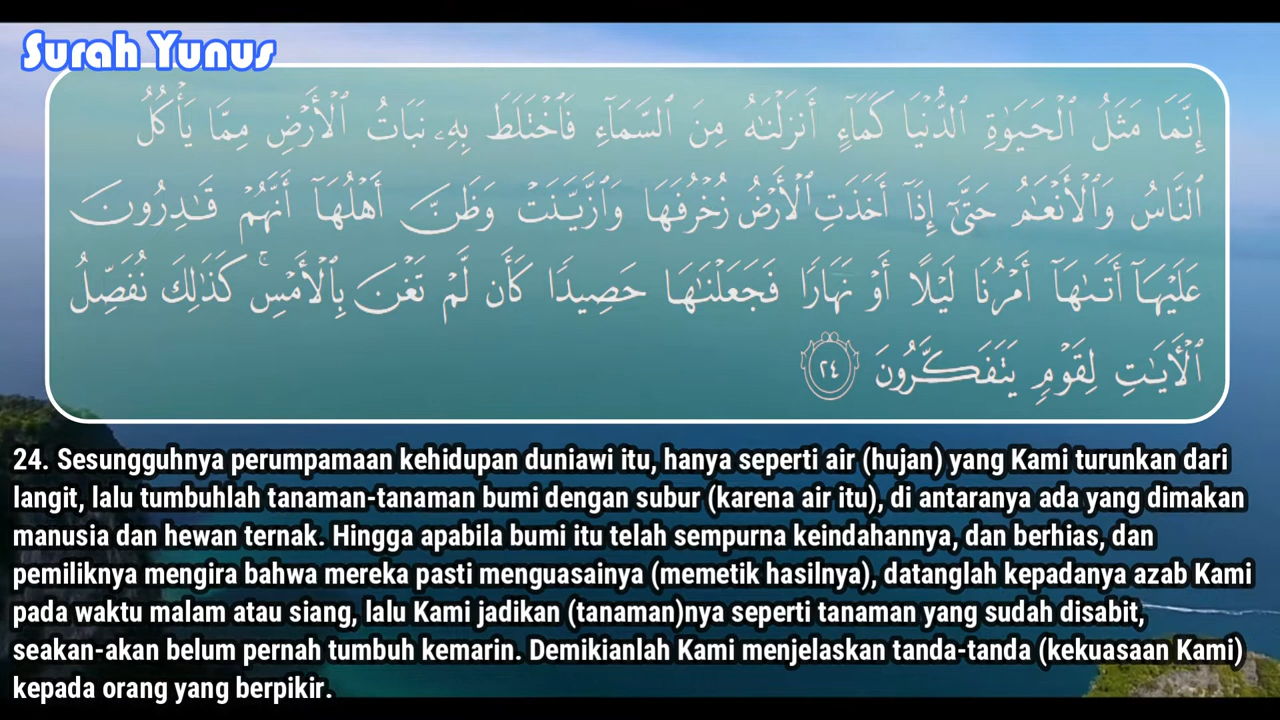 Surah Yunus
إِنَّمَا مَثَلُ ٱلْحَيَوٰةِ ٱلدُّنْيَا كَمَآءٍ أَنزَلْنَـٰهُ مِنَ ٱلسَّمَآءِ فَٱخْتَلَطَ بِهِۦ نَبَاتُ ٱلْأَرْضِ مِمَّا يَأْكُلُ
ٱلنَّاسُ وَٱلْأَنْعَـٰمُ حَتَّىٰٓ إِذَآ أَخَذَتِ ٱلْأَرْضُ زُخْرُفَهَا وَٱزَّيَّنَتْ وَظَنَّ أَهْلُهَآ أَنَّهُمْ قَـٰدِرُونَ
عَلَيْهَآ أَتَىٰهَآ أَمْرُنَا لَيْلًا أَوْ نَهَارًا فَجَعَلْنَـٰهَا حَصِيدًا كَأَن لَّمْ تَغْنَ بِٱلْأَمْسِ ۚ كَذَٰلِكَ نُفَصِّلُ
ٱلْـَٔايَـٰتِ لِقَوْمٍ يَتَفَكَّرُونَ ٢٤
24. Sesungguhnya perumpamaan kehidupan duniawi itu, hanya seperti air (hujan) yang Kami turunkan dari
langit, lalu tumbuhlah tanaman-tanaman bumi dengan subur (karena air itu), di antaranya ada yang dimakan
manusia dan hewan ternak. Hingga apabila bumi itu telah sempurna keindahannya, dan berhias, dan
pemiliknya mengira bahwa mereka pasti menguasainya (memetik hasilnya), datanglah kepadanya azab Kami
pada waktu malam atau siang, lalu Kami jadikan (tanaman)nya seperti tanaman yang sudah disabit,
seakan-akan belum pernah tumbuh kemarin. Demikianlah Kami menjelaskan tanda-tanda (kekuasaan Kami)
kepada orang yang berpikir.